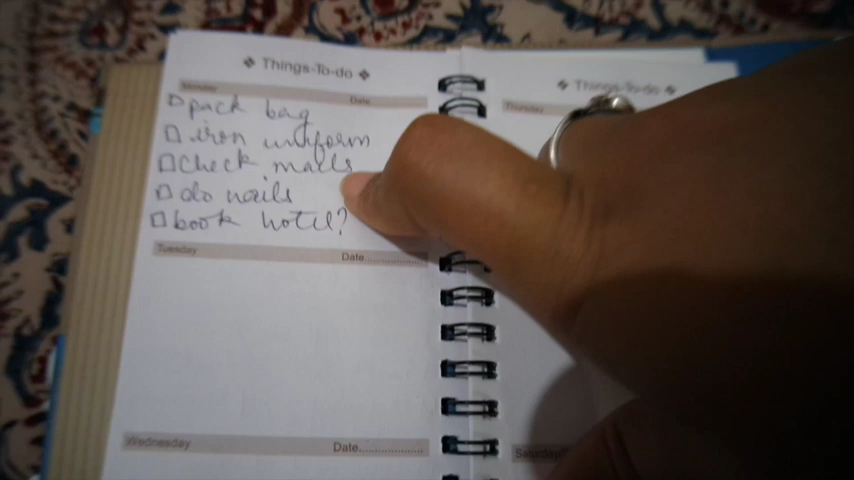 ❖ Things-To-do ❖
Monday Date
☐ pack bag
☐ iron uniform
☐ Check mails
☐ do nails
☐ book hotel?
Tuesday Date..............
Wednesday Date...................
❖ Things-To-do ❖
Thursday
Saturday